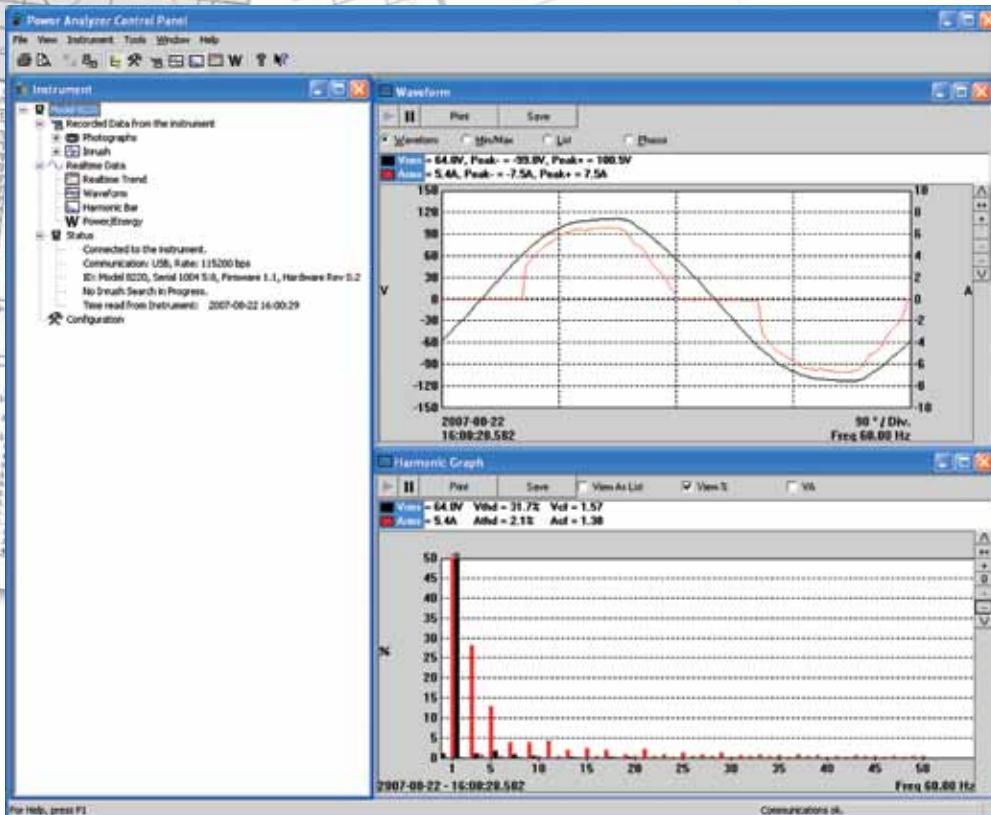 Power Analyzer Control Panel
File View Instrument Tools Window Help
Instrument
Recorded Data from the instrument
Photographs
Inrush
Realtime Data
Realtime Trend
Waveform
Harmonic Bar
Power/Energy
Status
Connected to the instrument.
Communication: USB, Rate: 115200 bps
ID: Model 8220, Serial 1004 5/8, Firmware 1.1, Hardware Rev 0.2
No Inrush Search in Progress.
Time read from Instrument: 2007-08-22 16:00:29
Configuration
Waveform
Print Save
Waveform Min/Max List Phasor
Vrms = 64.0V, Peak- = -99.0V, Peak+ = 100.5V
Arms = 5.4A, Peak- = -7.5A, Peak+ = 7.5A
150 10
120 8
90 6
60 4
30 2
V 0 0 A
-30 -2
-60 -4
-90 -6
-120 -8
-150 -10
2007-08-22 90 °/ Div.
16:00:28.582 Freq 60.00 Hz
Harmonic Graph
Print Save View As List View % VA
Vrms = 64.0V Vthd = 31.7% Vcf = 1.57
Arms = 5.4A Athd = 2.1% Acf = 1.38
50
45
40
35
30
%
25
20
15
10
5
0
1 5 10 15 20 25 30 35 40 45 50
2007-08-22 - 16:00:28.582 Freq 60.00 Hz
For Help, press F1 Communications ok.